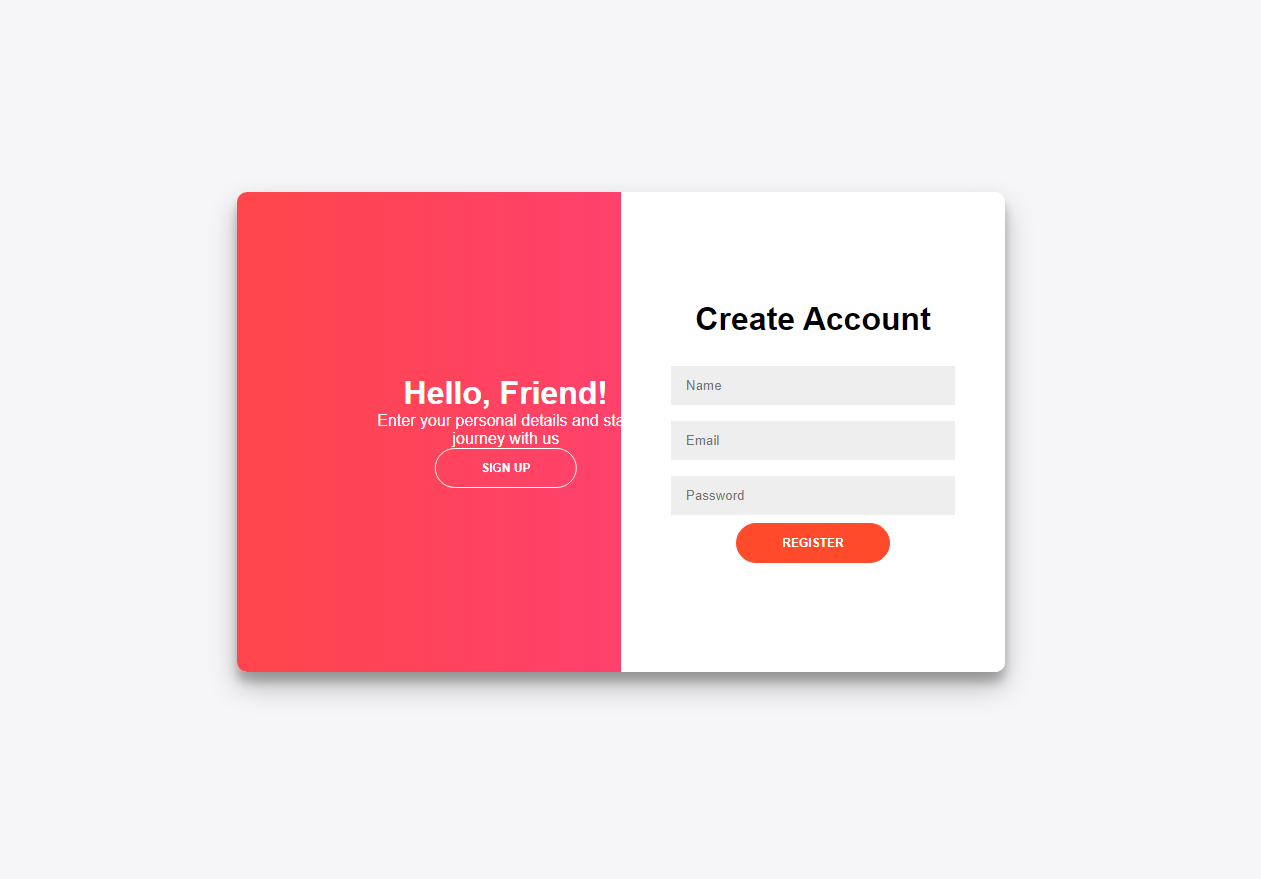 Hello, Friend!
Enter your personal details and sta
journey with us
SIGN UP
Create Account
Name
Email
Password
REGISTER